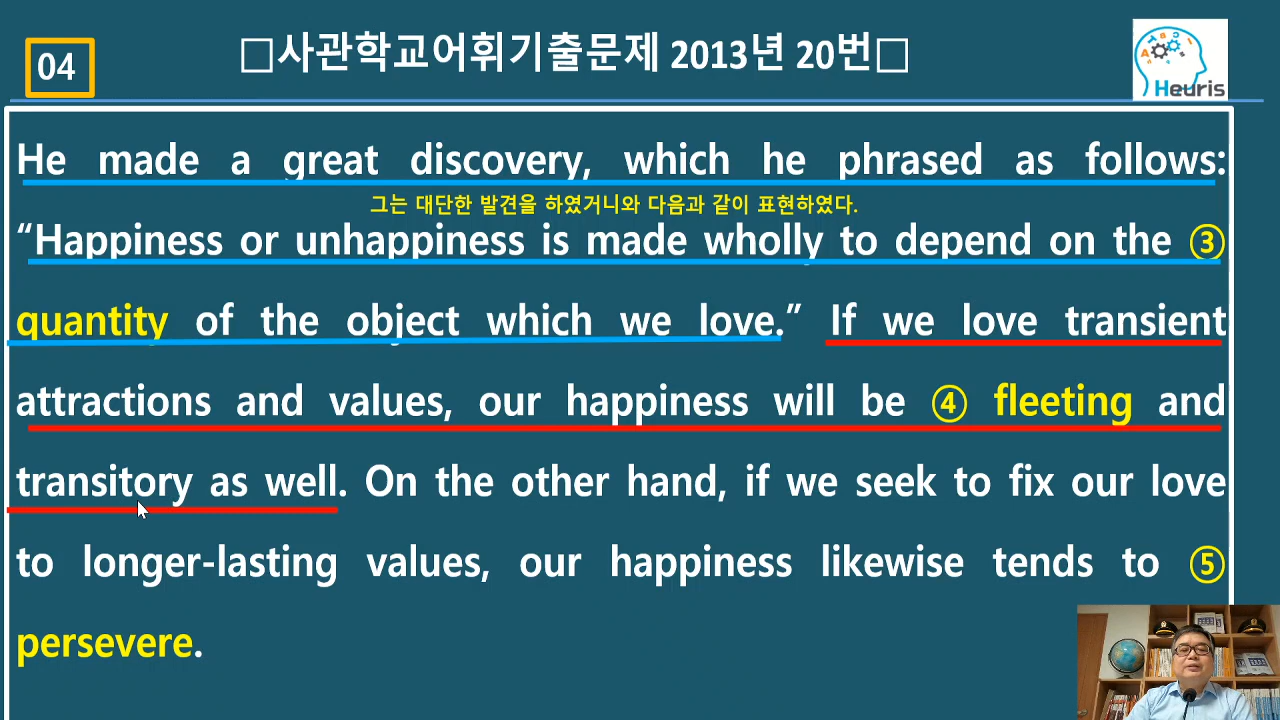 04
□사관학교어휘기출문제 2013년 20번□
Heuris
He made a great discovery, which he phrased as follows:
그는 대단한 발견을 하였거니와 다음과 같이 표현하였다.
“Happiness or unhappiness is made wholly to depend on the ③
quantity of the object which we love.” If we love transient
attractions and values, our happiness will be ④ fleeting and
transitory as well. On the other hand, if we seek to fix our love
to longer-lasting values, our happiness likewise tends to ⑤
persevere.